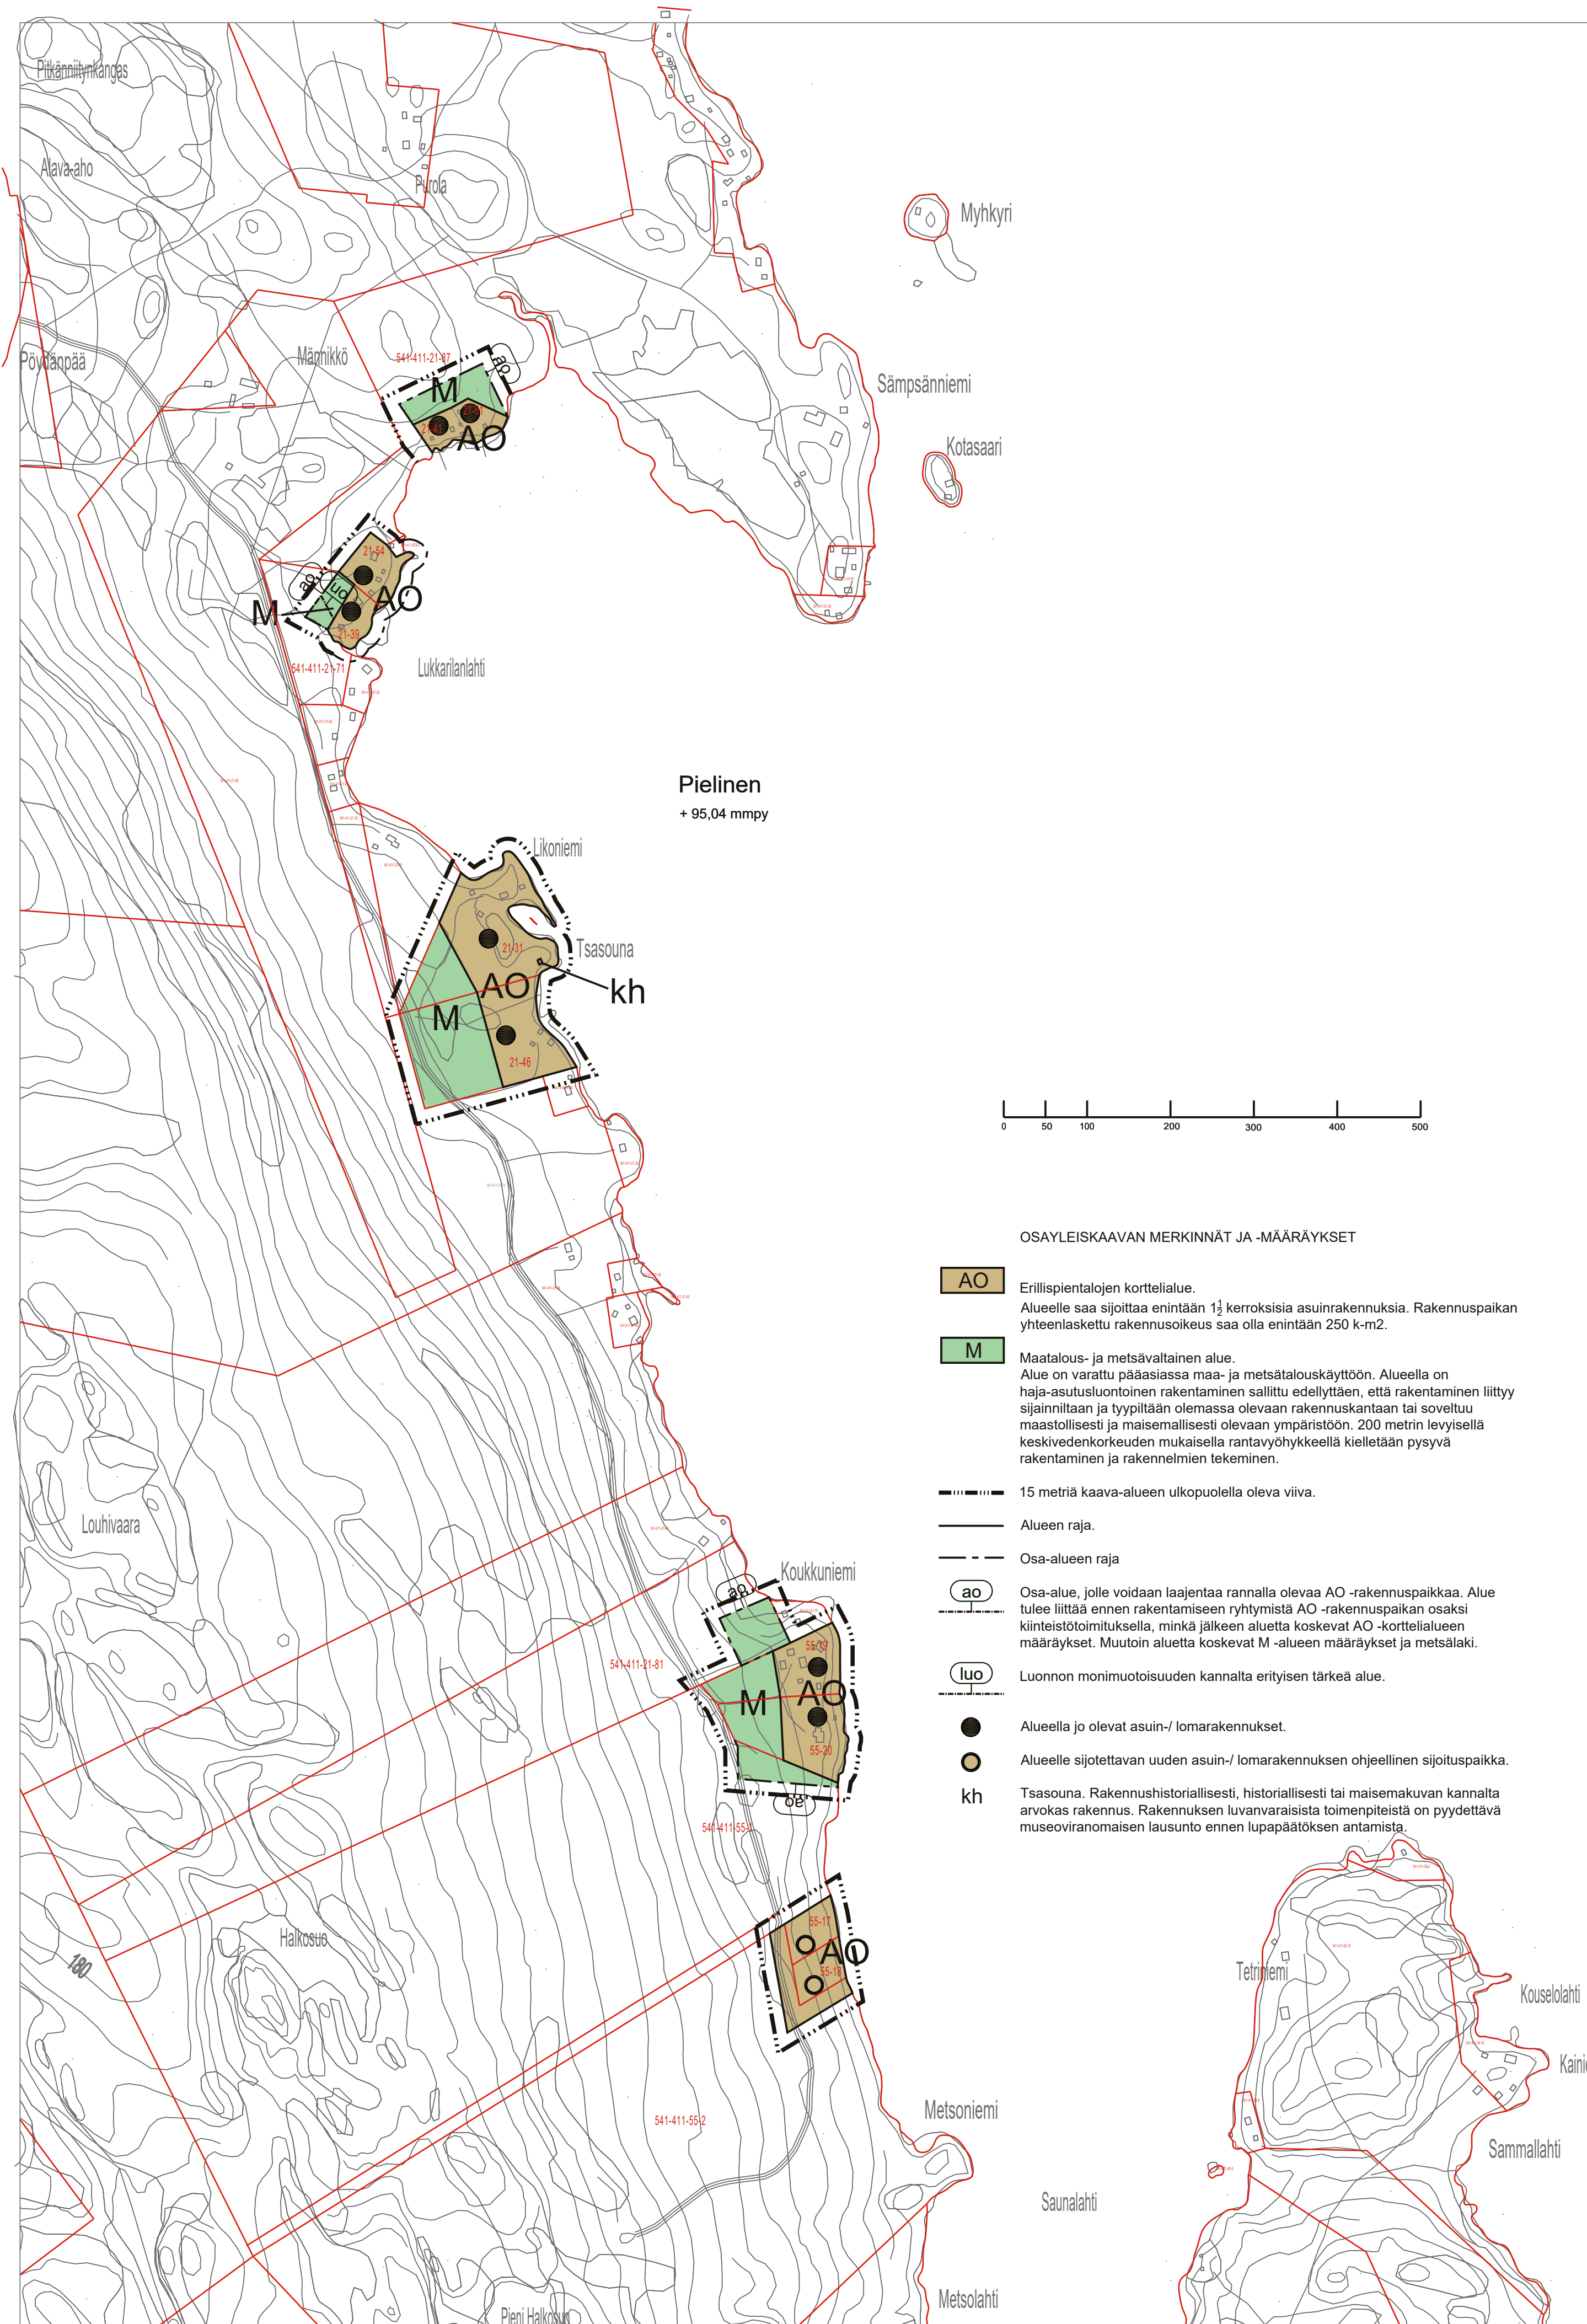 Pitkänniitynkangas
Alava-aho
Purola
Myhkyri
Pöydänpää
Männikkö
541-411-21-87
ao
M
21-41
AO
Sämpsänniemi
Kotasaari
21-54
ao
luo
AO
M
21-39
541-411-21-71
Lukkarilanlahti
Pielinen
+ 95,04 mmpy
Likoniemi
21-31
Tsasouna
AO
kh
M
21-46
0 50 100 200 300 400 500
OSAYLEISKAAVAN MERKINNÄT JA -MÄÄRÄYKSET
AO
Erillispientalojen korttelialue.
Alueelle saa sijoittaa enintään 1½ kerroksisia asuinrakennuksia. Rakennuspaikan
yhteenlaskettu rakennusoikeus saa olla enintään 250 k-m2.
M
Maatalous- ja metsävaltainen alue.
Alue on varattu pääasiassa maa- ja metsätalouskäyttöön. Alueella on
haja-asutusluontoinen rakentaminen sallittu edellyttäen, että rakentaminen liittyy
sijainniltaan ja tyypiltään olemassa olevaan rakennuskantaan tai soveltuu
maastollisesti ja maisemallisesti olevaan ympäristöön. 200 metrin levyisellä
keskivedenkorkeuden mukaisella rantavyöhykkeellä kielletään pysyvä
rakentaminen ja rakennelmien tekeminen.
15 metriä kaava-alueen ulkopuolella oleva viiva.
Alueen raja.
Osa-alueen raja
ao
Osa-alue, jolle voidaan laajentaa rannalla olevaa AO -rakennuspaikkaa. Alue
tulee liittää ennen rakentamiseen ryhtymistä AO -rakennuspaikan osaksi
kiinteistötoimituksella, minkä jälkeen aluetta koskevat AO -korttelialueen
määräykset. Muutoin aluetta koskevat M -alueen määräykset ja metsälaki.
luo
Luonnon monimuotoisuuden kannalta erityisen tärkeä alue.
Alueella jo olevat asuin-/ lomarakennukset.
Alueelle sijotettavan uuden asuin-/ lomarakennuksen ohjeellinen sijoituspaikka.
kh
Tsasouna. Rakennushistoriallisesti, historiallisesti tai maisemakuvan kannalta
arvokas rakennus. Rakennuksen luvanvaraisista toimenpiteistä on pyydettävä
museoviranomaisen lausunto ennen lupapäätöksen antamista.
Louhivaara
Koukkuniemi
ao
55-19
541-411-21-81
M
AO
55-20
ao
541-411-55-1
55-17
AO
55-18
Halkosuo
180
541-411-55-2
Metsoniemi
Tetriniemi
Kouselolahti
Sammallahti
Saunalahti
Metsolahti
Pieni Halkosuo